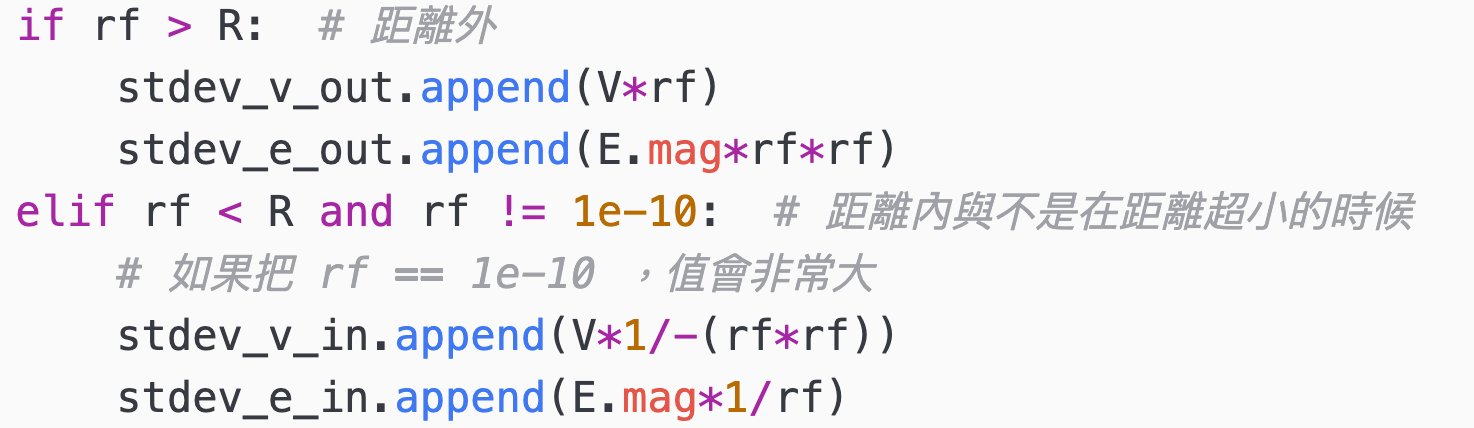 if rf > R:  # 距離外
    stdev_v_out.append(V*rf)
    stdev_e_out.append(E.mag*rf*rf)
elif rf < R and rf != 1e-10:  # 距離內與不是在距離超小的時候
    # 如果把 rf == 1e-10 ，值會非常大
    stdev_v_in.append(V*1/-(rf*rf))
    stdev_e_in.append(E.mag*1/rf)